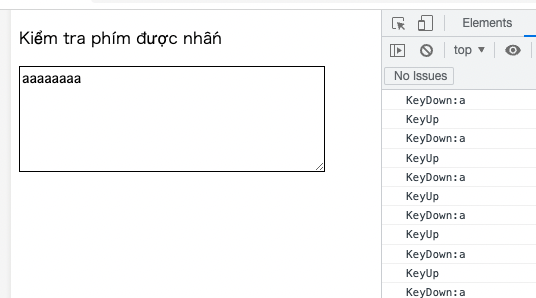 Kiểm tra phím được nhấn
aaaaaaaa
Elements
top
No Issues
KeyDown:a
KeyUp
KeyDown:a
KeyUp
KeyDown:a
KeyUp
KeyDown:a
KeyUp
KeyDown:a
KeyUp
KeyDown:a